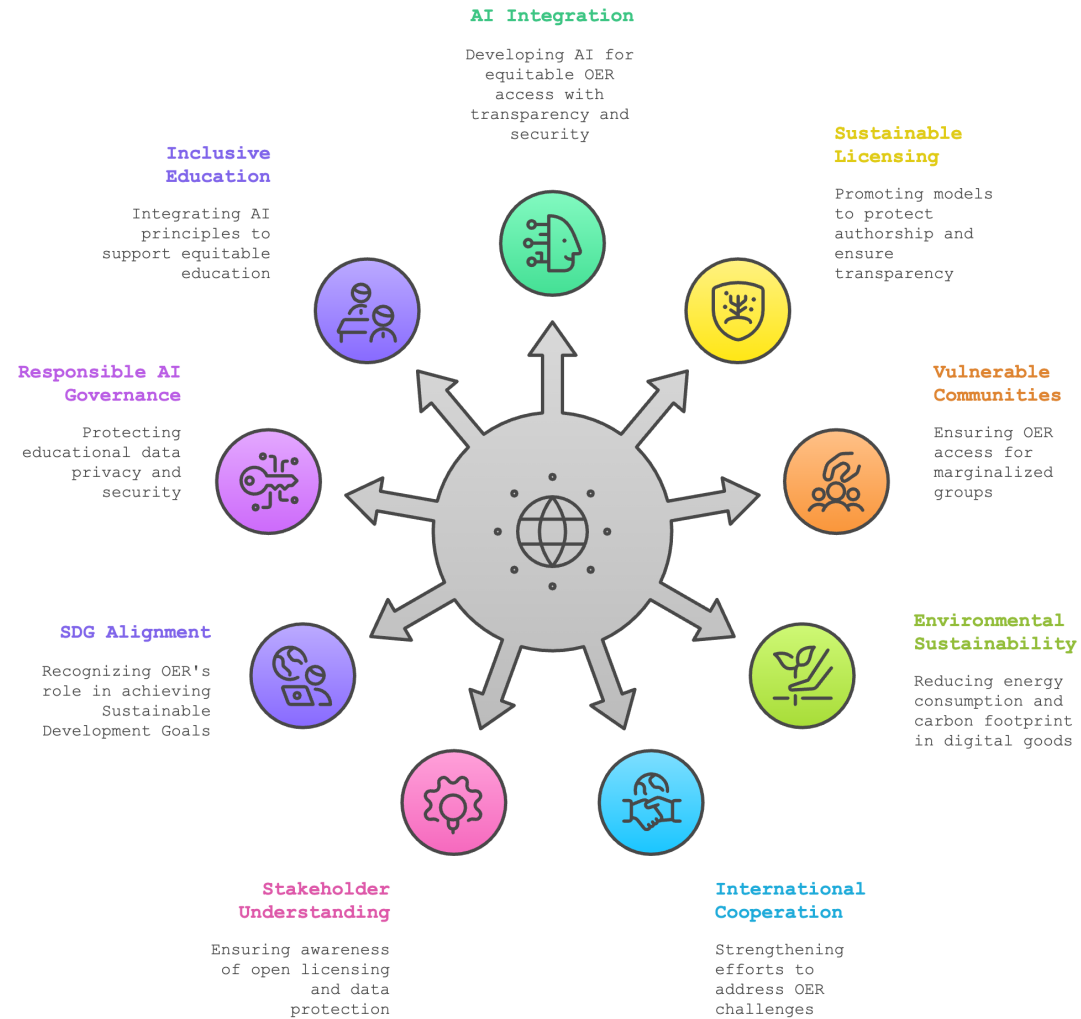 AI Integration
Developing AI for
equitable OER
access with
transparency and
security
Sustainable
Licensing
Promoting models
to protect
authorship and
ensure
transparency
Vulnerable
Communities
Ensuring OER
access for
marginalized
groups
Environmental
Sustainability
Reducing energy
consumption and
carbon footprint
in digital goods
International
Cooperation
Strengthening
efforts to
address OER
challenges
Stakeholder
Understanding
Ensuring awareness
of open licensing
and data
protection
SDG Alignment
Recognizing OER's
role in achieving
Sustainable
Development Goals
Responsible AI
Governance
Protecting
educational data
privacy and
security
Inclusive
Education
Integrating AI
principles to
support equitable
education